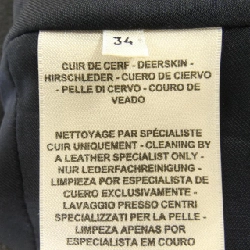 34
CUIR DE CERF - DEERSKIN -
HIRSCHLEDER - CUERO DE CIERVO
- PELLE DI CERVO - COURO DE
VEADO
NETTOYAGE PAR SPÉCIALISTE
CUIR UNIQUEMENT - CLEANING BY
A LEATHER SPECIALIST ONLY -
NUR LEDERFACHREINIGUNG -
LIMPIEZA POR ESPECIALISTA DE
CUERO EXCLUSIVAMENTE -
LAVAGGIO PRESSO CENTRI
SPECIALIZZATI PER LA PELLE -
LIMPEZA APENAS POR
ESPECIALISTA EM COURO